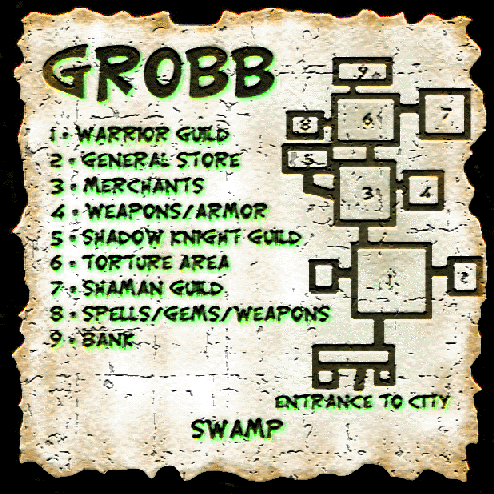 GROBB
1 - WARRIOR GUILD
2 - GENERAL STORE
3 - MERCHANTS
4 - WEAPONS/ARMOR
5 - SHADOW KNIGHT GUILD
6 - TORTURE AREA
7 - SHAMAN GUILD
8 - SPELLS/GEMS/WEAPONS
9 - BANK
9
8
6
7
5
3
4
1
2
ENTRANCE TO CITY
SWAMP